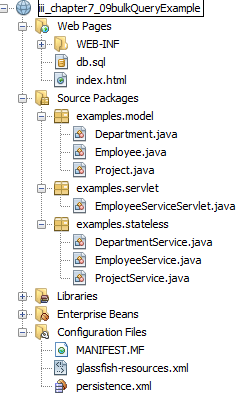 iii_chapter7_09bulkQueryExample
Web Pages
WEB-INF
db.sql
index.html
Source Packages
examples.model
Department.java
Employee.java
Project.java
examples.servlet
EmployeeServiceServlet.java
examples.stateless
DepartmentService.java
EmployeeService.java
ProjectService.java
Libraries
Enterprise Beans
Configuration Files
MANIFEST.MF
glassfish-resources.xml
persistence.xml